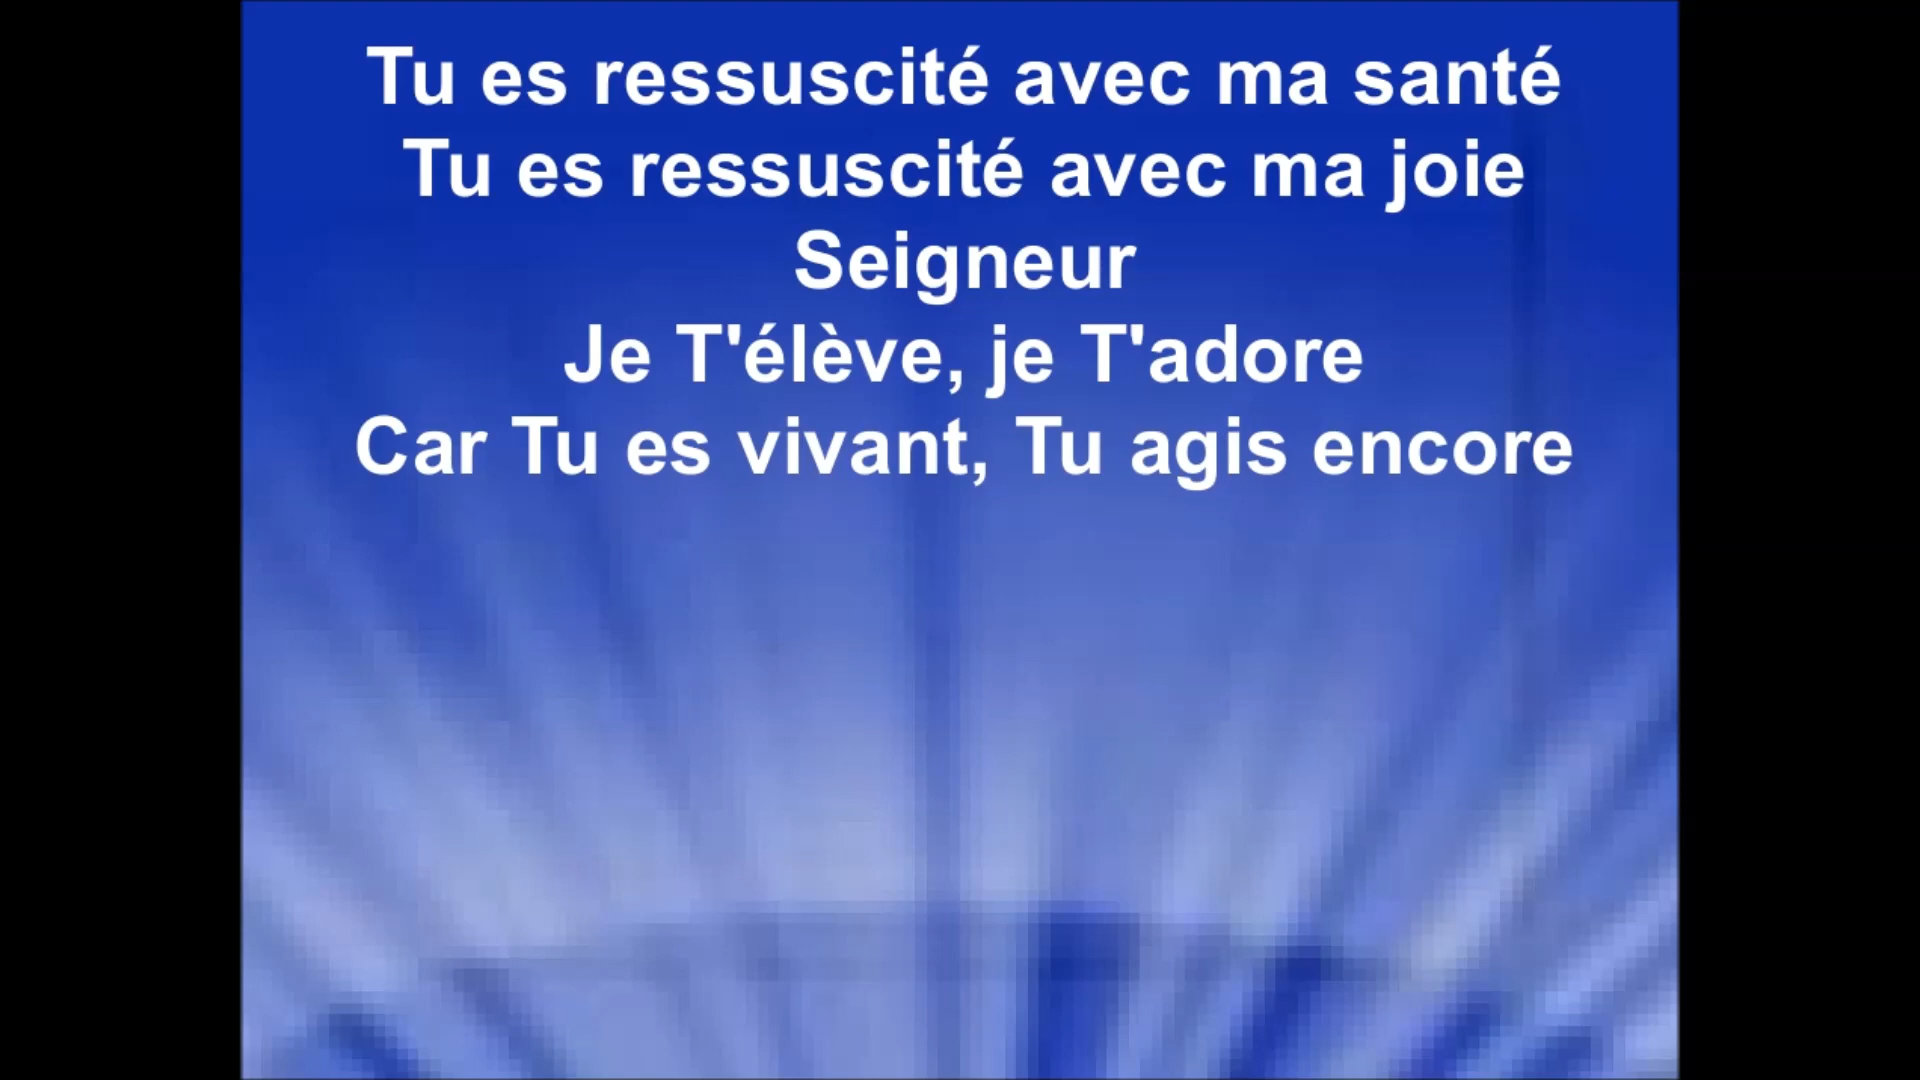 Tu es ressuscité avec ma santé
Tu es ressuscité avec ma joie
Seigneur
Je T'élève, je T'adore
Car Tu es vivant, Tu agis encore